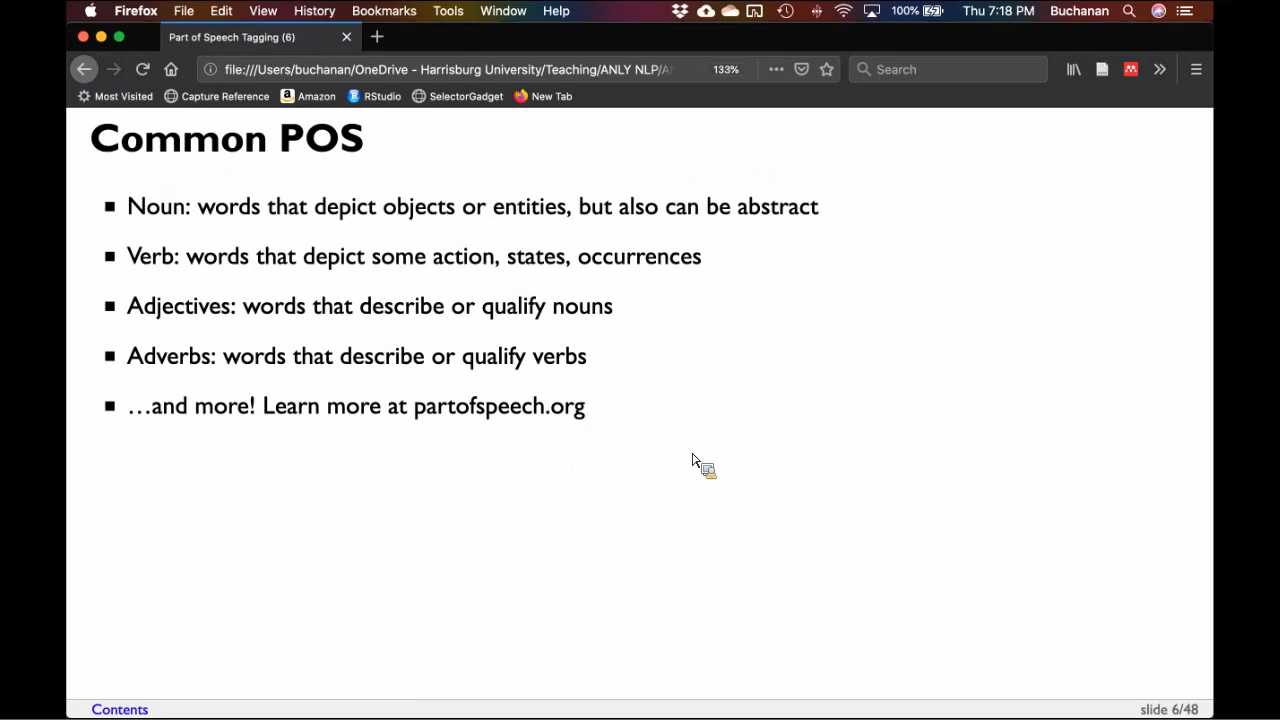 Firefox File Edit View History Bookmarks Tools Window Help 100% Thu 7:18 PM Buchanan
Part of Speech Tagging (6)
file:///Users/buchanan/OneDrive - Harrisburg University/Teaching/ANLY NLP/A 133% Search
Most Visited Capture Reference Amazon RStudio SelectorGadget New Tab
Common POS
Noun: words that depict objects or entities, but also can be abstract
Verb: words that depict some action, states, occurrences
Adjectives: words that describe or qualify nouns
Adverbs: words that describe or qualify verbs
…and more! Learn more at partofspeech.org
Contents slide 6/48